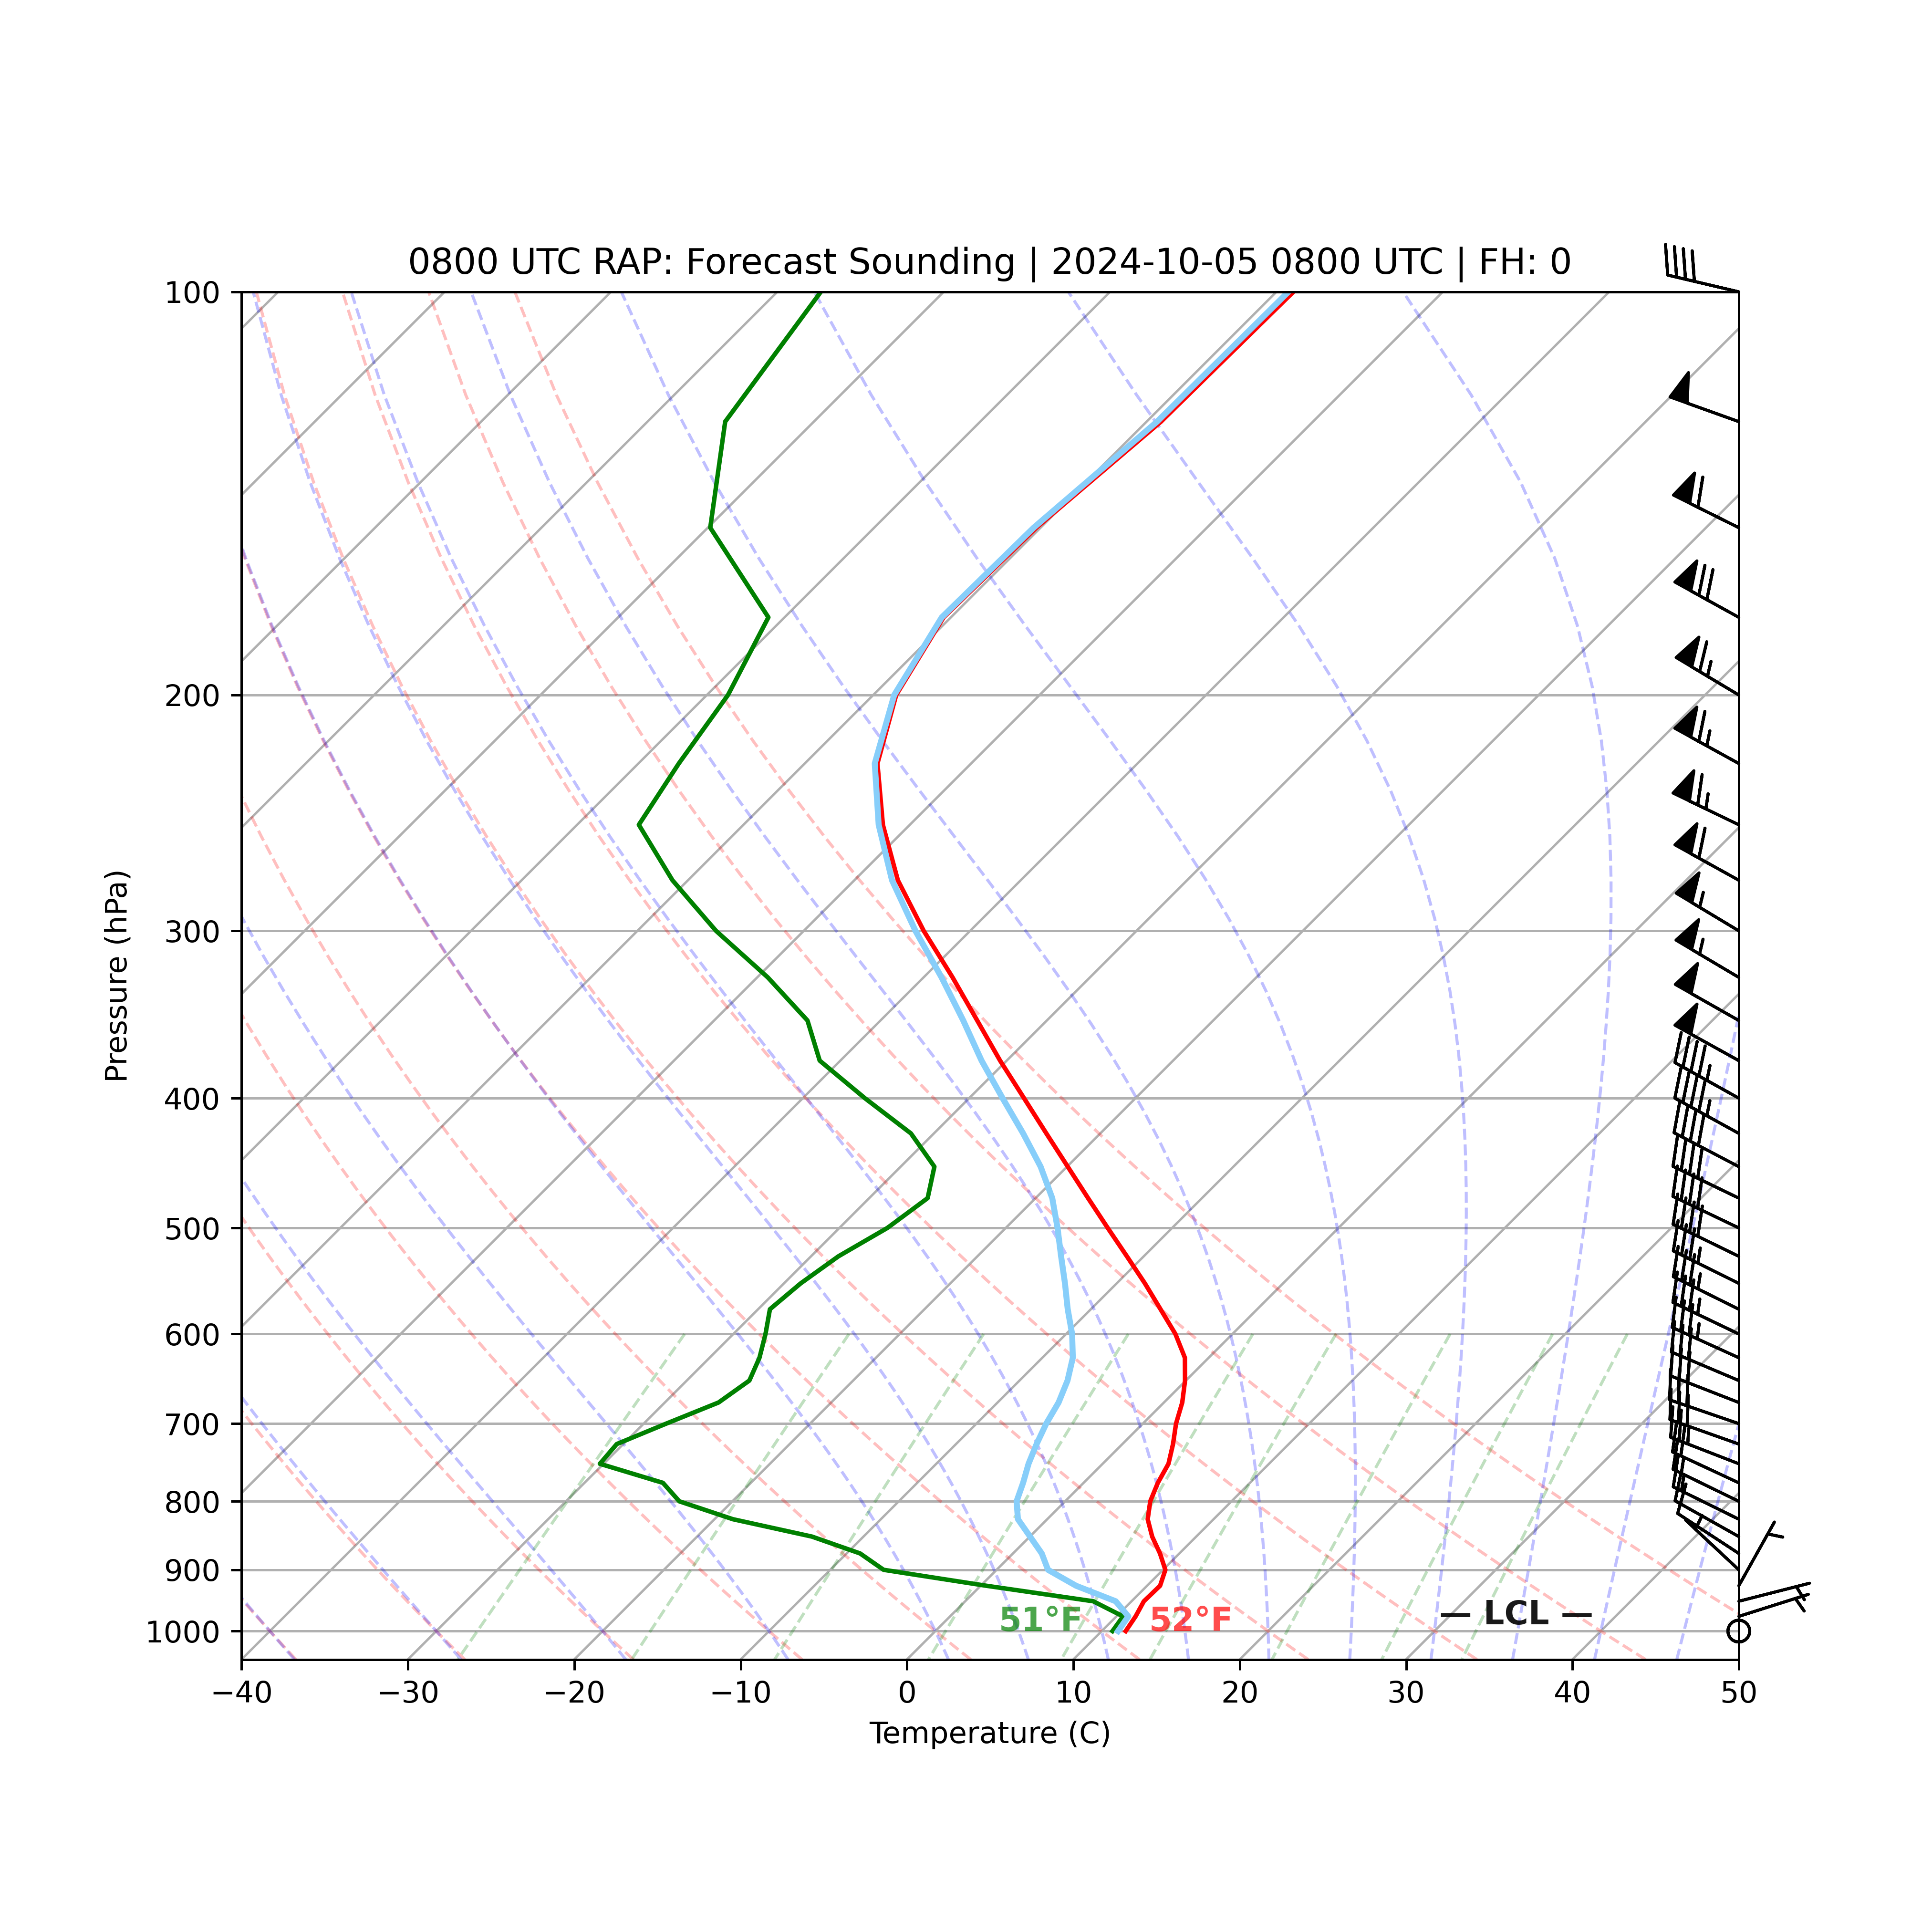 0800 UTC RAP: Forecast Sounding | 2024-10-05 0800 UTC | FH: 0
100
200
300
400
500
600
700
800
900
1000
Pressure (hPa)
51°F 52°F — LCL —
−40 −30 −20 −10 0 10 20 30 40 50
Temperature (C)